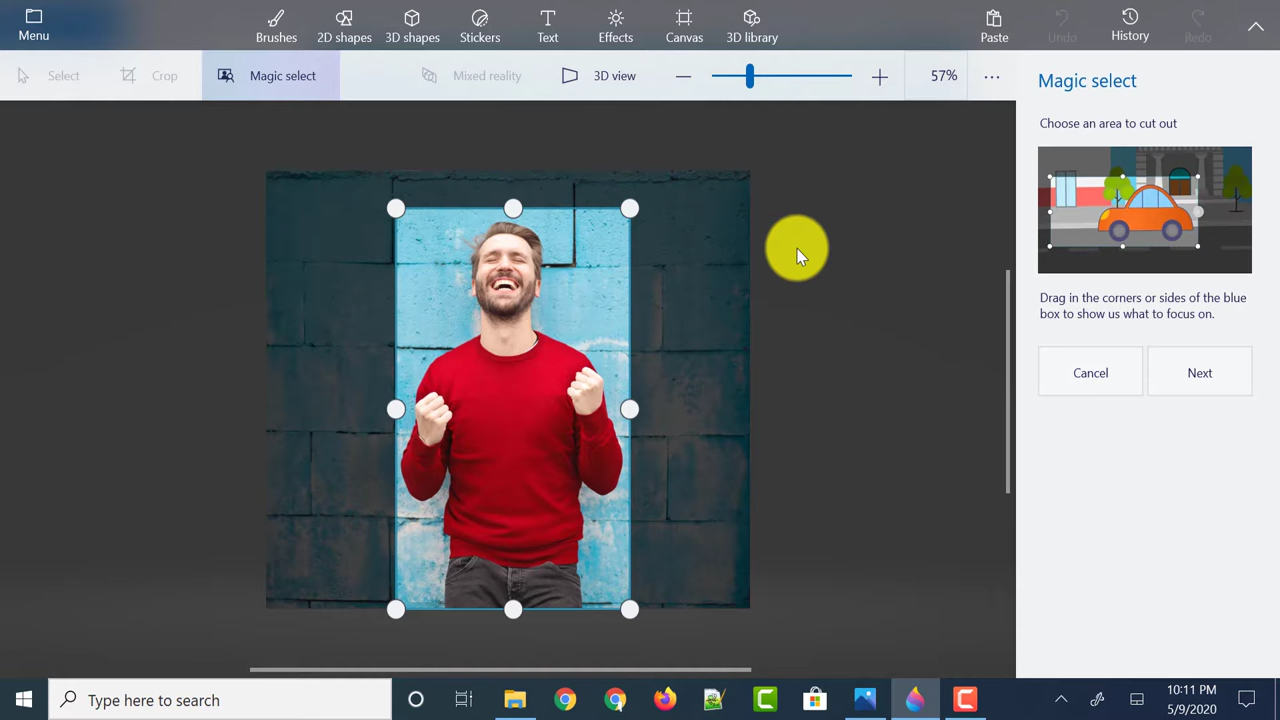 Menu
Brushes
2D shapes
3D shapes
Stickers
Text
Effects
Canvas
3D library
Paste
Undo
History
Redo
Select
Crop
Magic select
Mixed reality
3D view
57%
Magic select
Choose an area to cut out
Drag in the corners or sides of the blue
box to show us what to focus on.
Cancel
Next
Type here to search
10:11 PM
5/9/2020